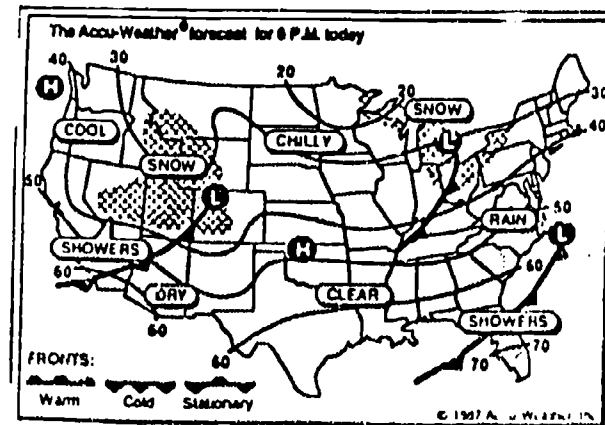 The Accu-Weather® forecast for 6 P.M. today
40
30
20
20
SNOW
30
H
COOL
CHILLY
L
40
SNOW
50
L
RAIN
50
L
SHOWERS
H
60
60
DRY
CLEAR
60
SHOWERS
60
70
70
FRONTS:
Warm
Cold
Stationary
© 1987